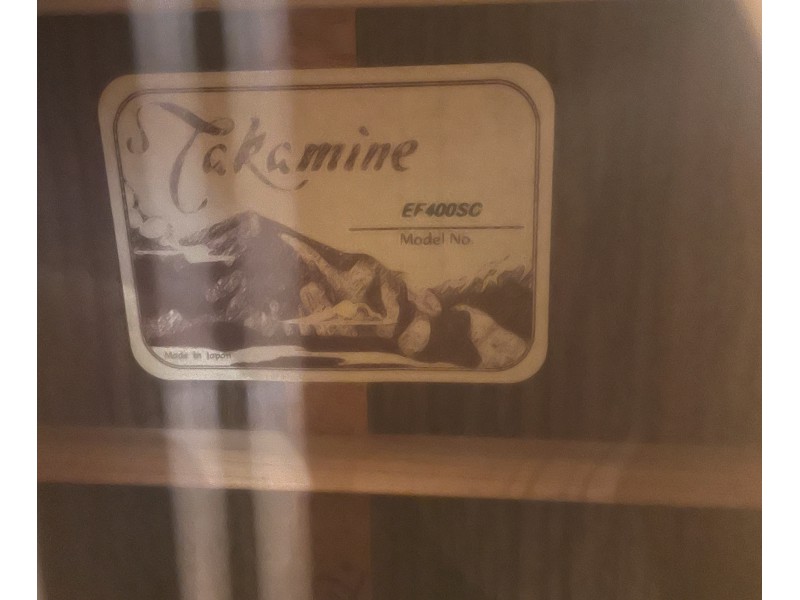 Takamine
EF400SC
Model No.
Made in Japan